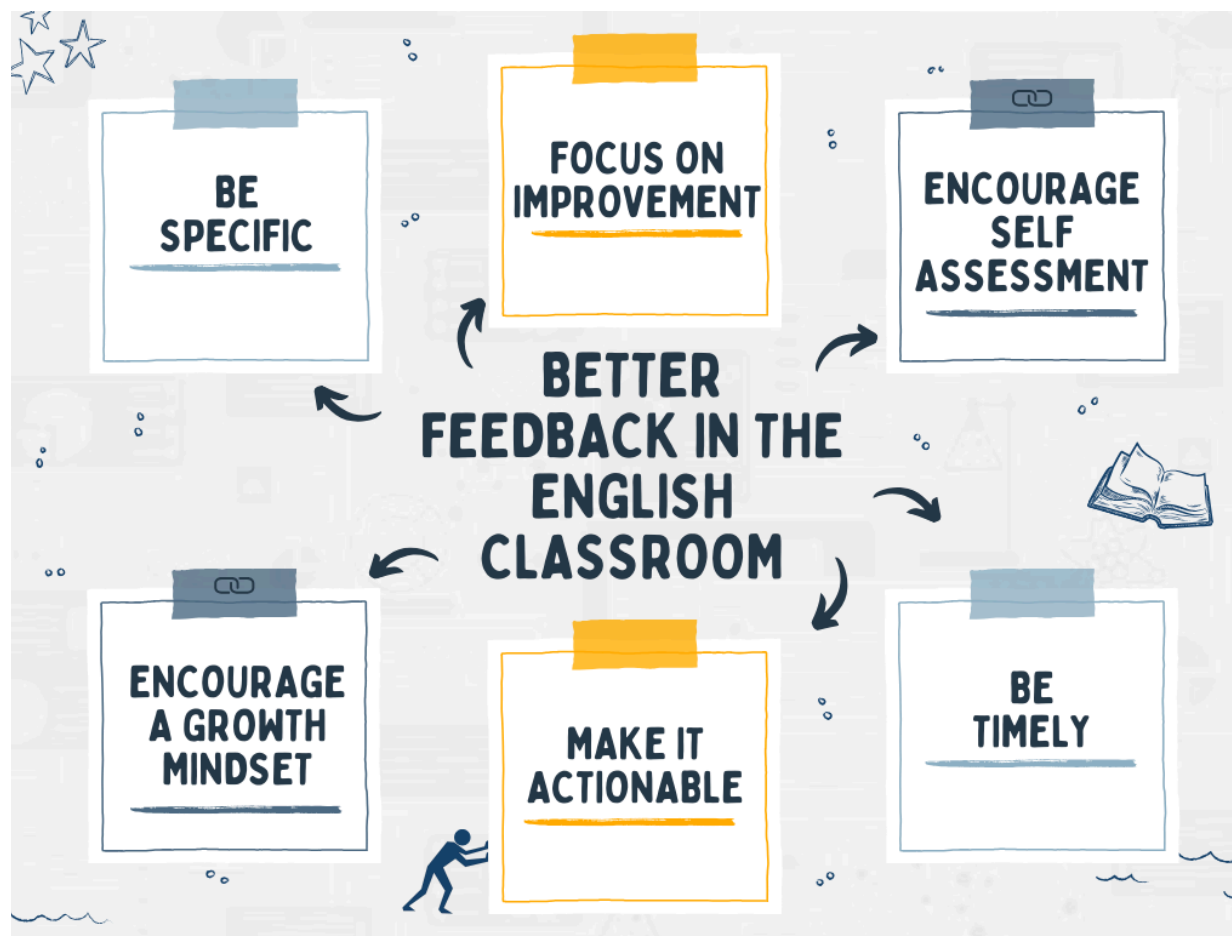 BE
SPECIFIC
FOCUS ON
IMPROVEMENT
ENCOURAGE
SELF
ASSESSMENT
BETTER
FEEDBACK IN THE
ENGLISH
CLASSROOM
ENCOURAGE
A GROWTH
MINDSET
MAKE IT
ACTIONABLE
BE
TIMELY